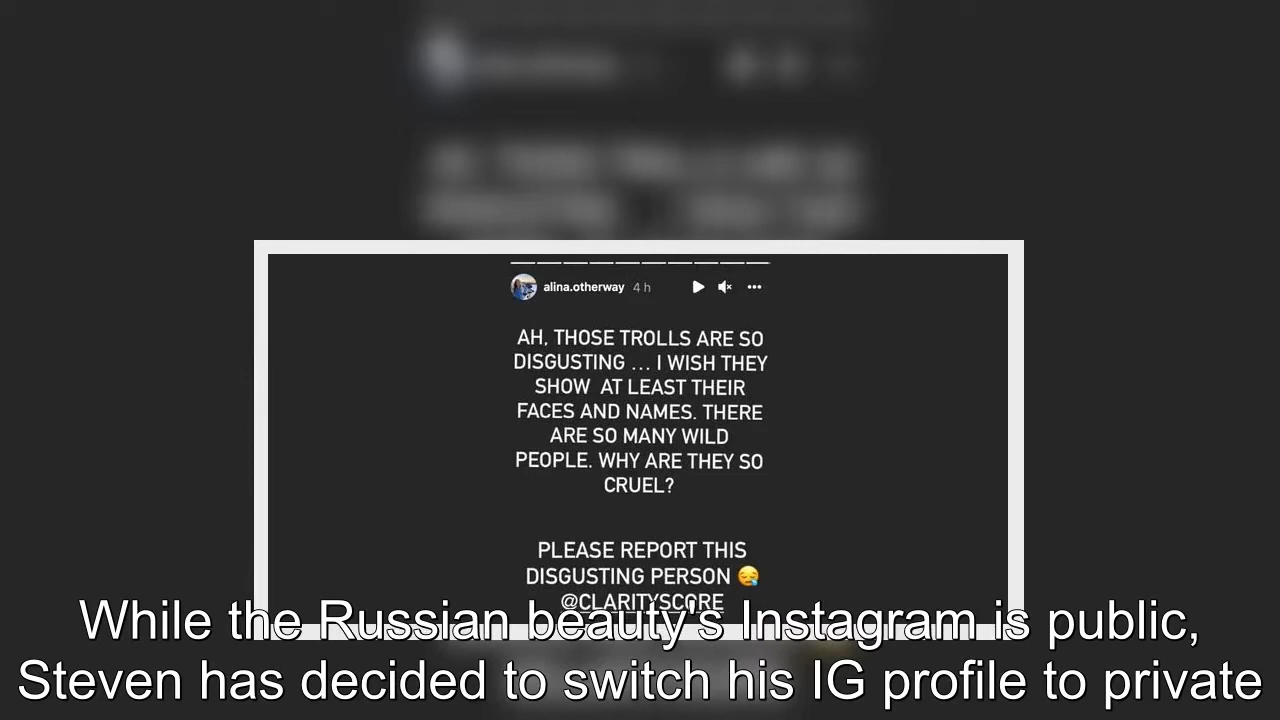 alina.otherway 4 h
AH, THOSE TROLLS ARE SO
DISGUSTING ... I WISH THEY
SHOW AT LEAST THEIR
FACES AND NAMES. THERE
ARE SO MANY WILD
PEOPLE. WHY ARE THEY SO
CRUEL?
PLEASE REPORT THIS
DISGUSTING PERSON 😪
@CLARITYSCORE
While the Russian beauty's Instagram is public,
Steven has decided to switch his IG profile to private